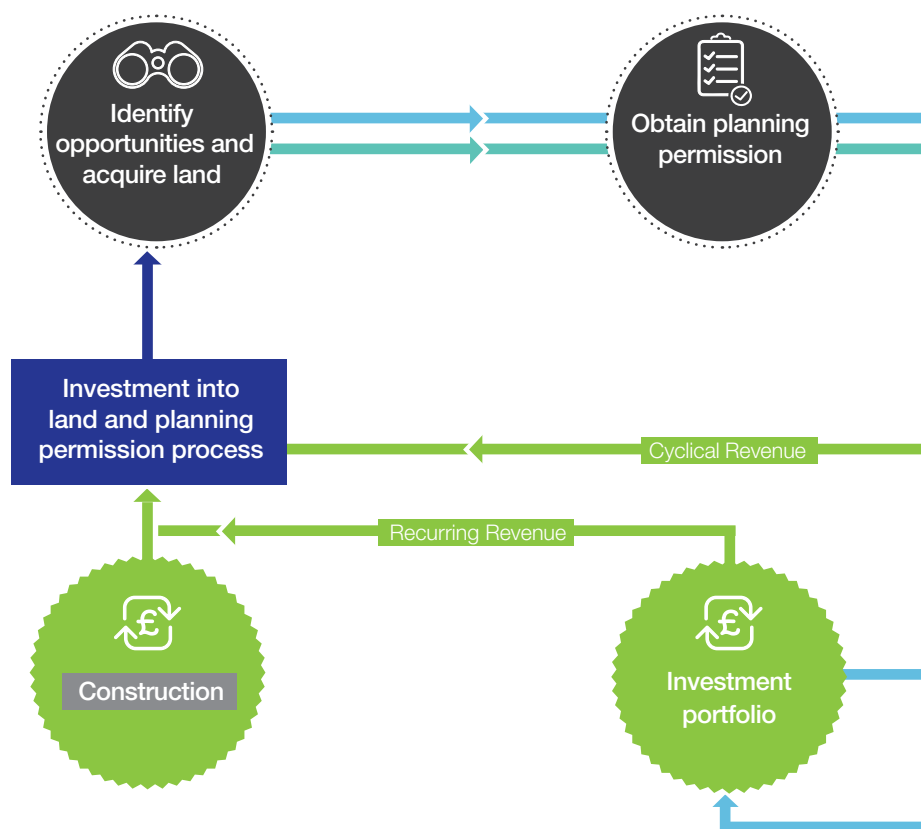 Identify
opportunities and
acquire land
Obtain planning
permission
Investment into
land and planning
permission process
Cyclical Revenue
Recurring Revenue
£
Construction
£
Investment
portfolio